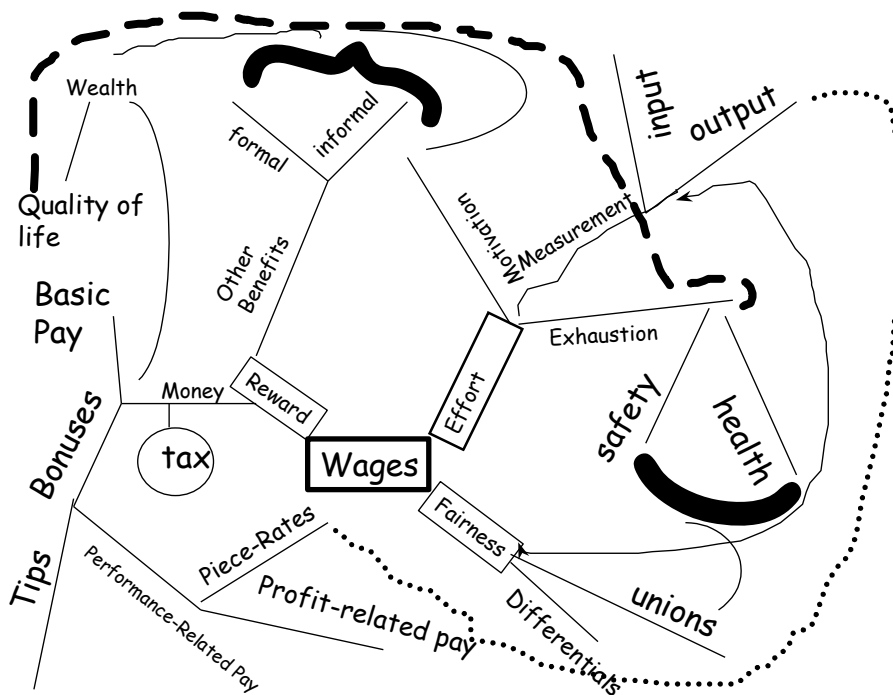 Wealth
Quality of
life
Basic
Pay
Bonuses
Tips
Money
tax
Performance-Related Pay
Piece-Rates
Profit-related pay
Reward
Other
Benefits
formal
informal
Wages
Effort
Motivation
Measurement
input
output
Exhaustion
safety
health
Fairness
Differentials
unions